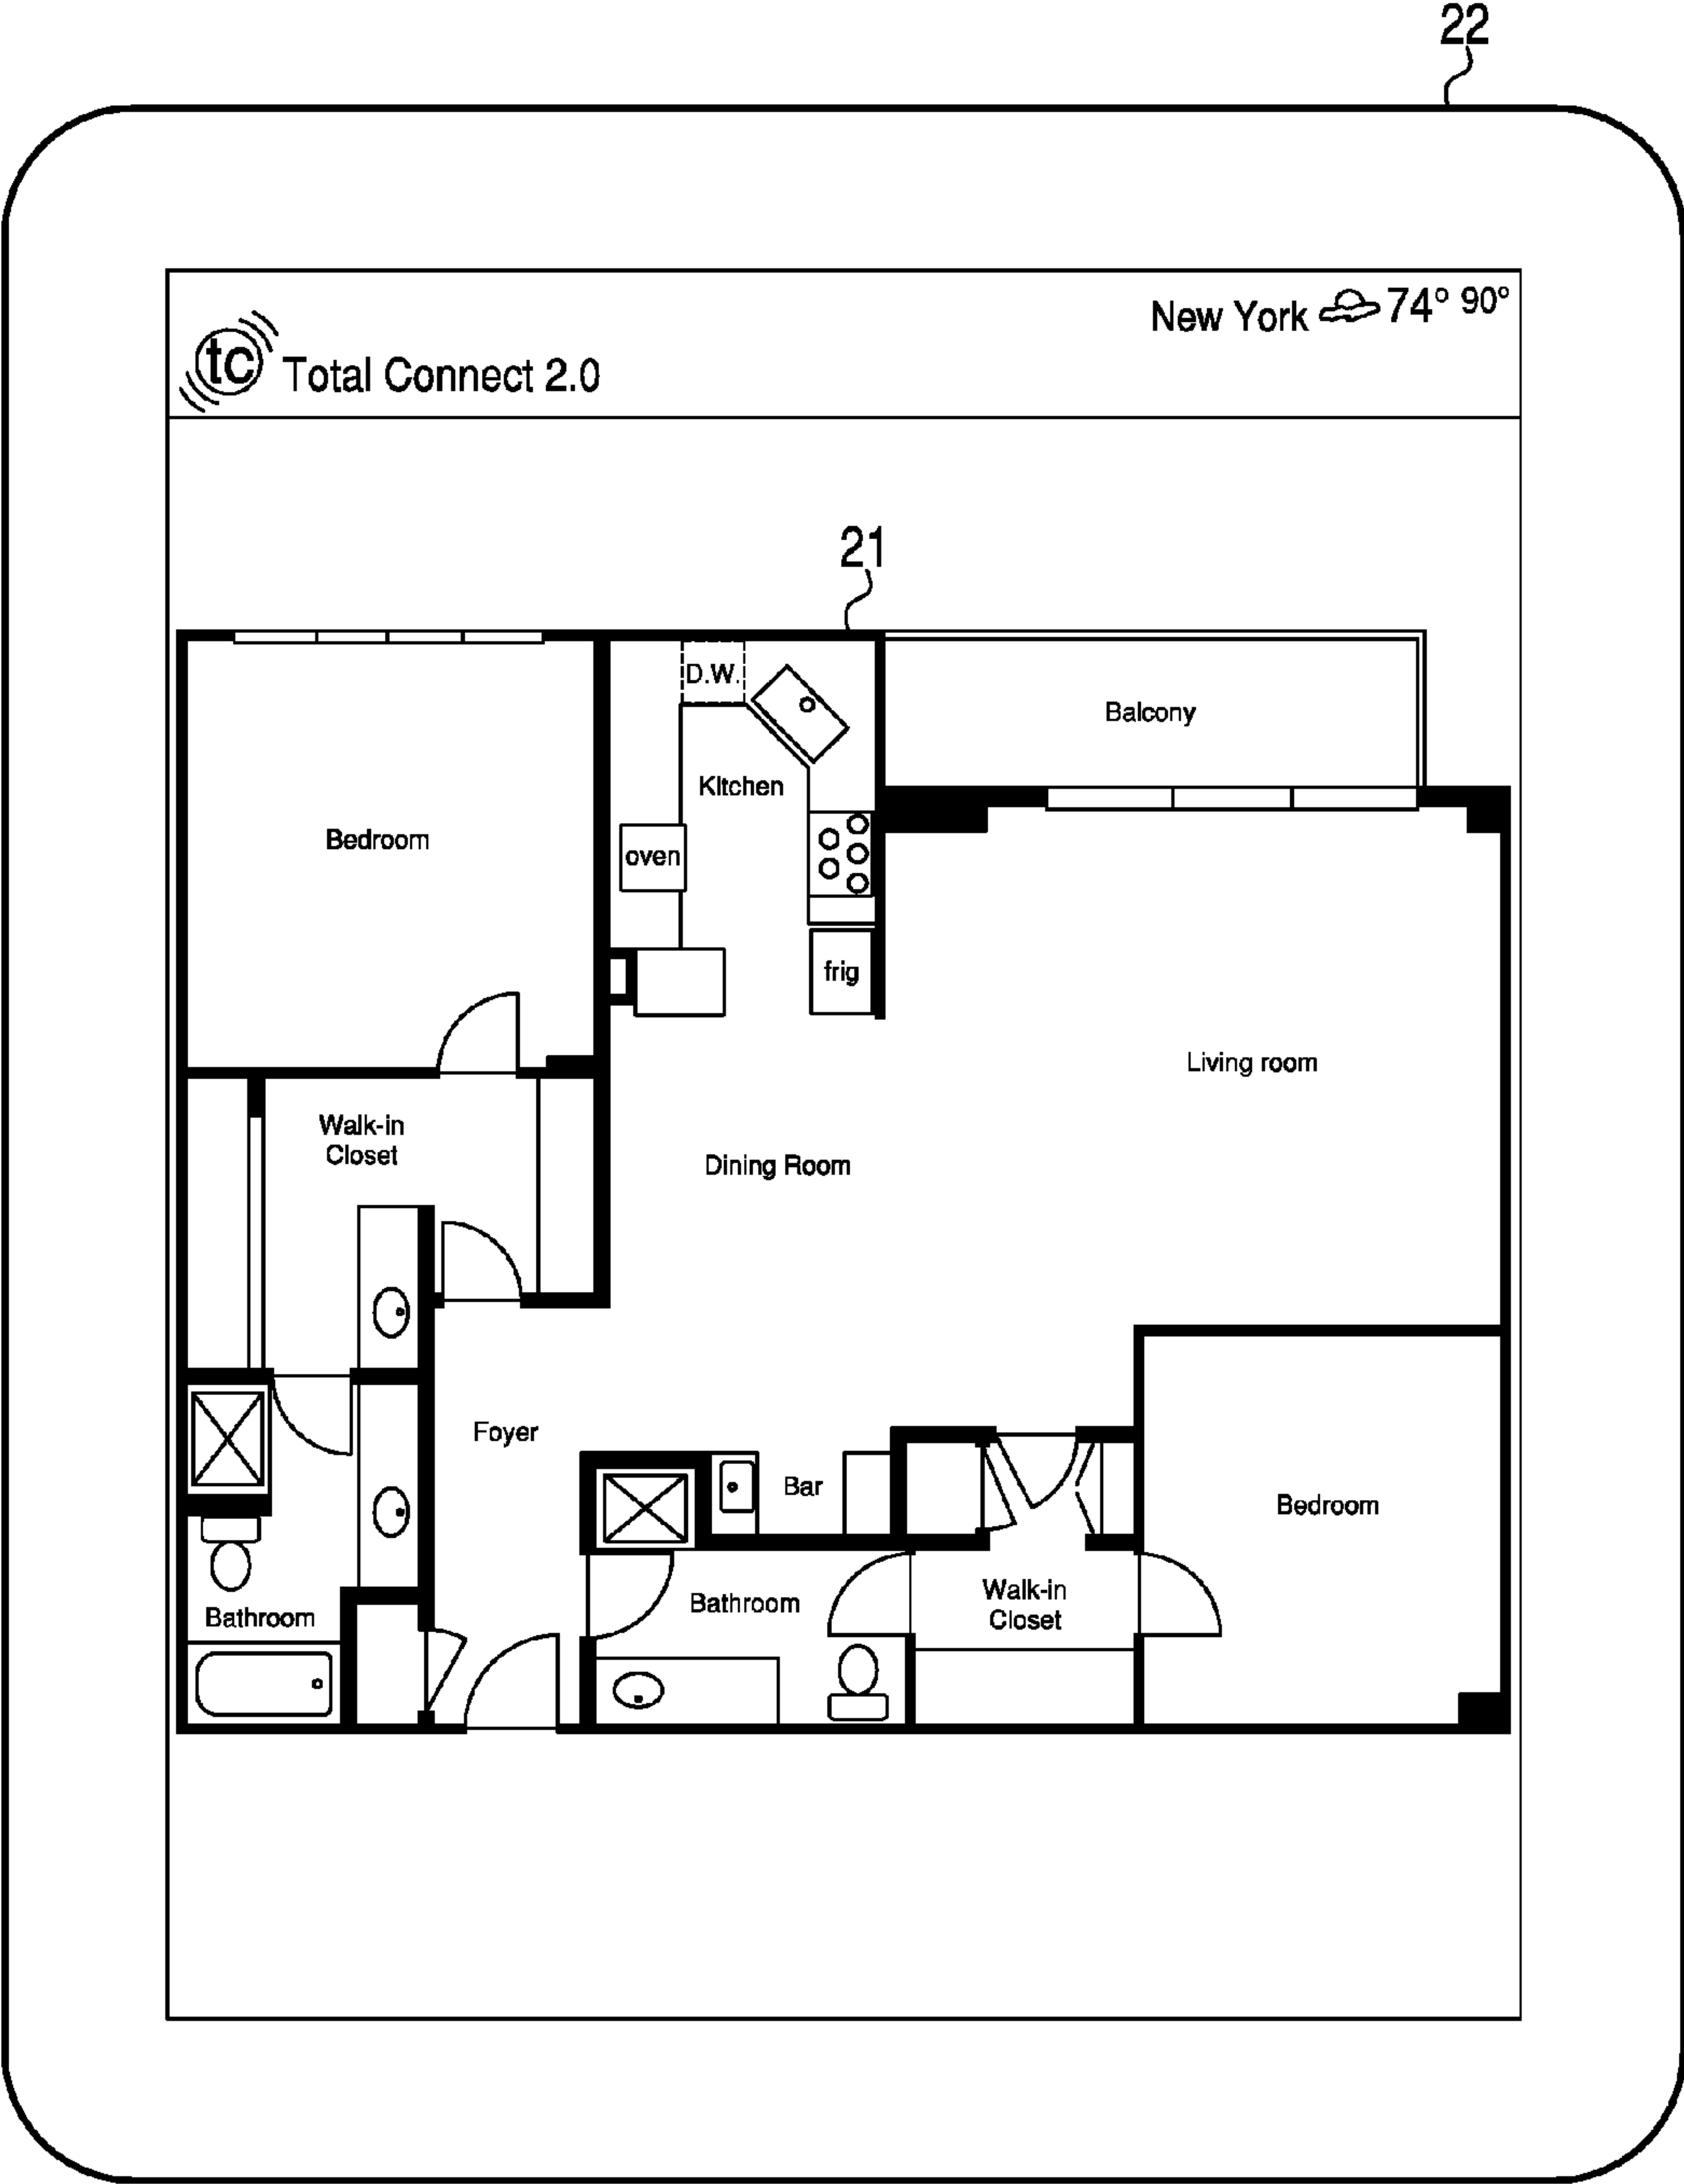 22
New York 74° 90°
tc Total Connect 2.0
21
D.W.
Balcony
Kitchen
Bedroom
oven
frig
Living room
Walk-in
Closet
Dining Room
Foyer
Bar
Bedroom
Walk-in
Closet
Bathroom
Bathroom